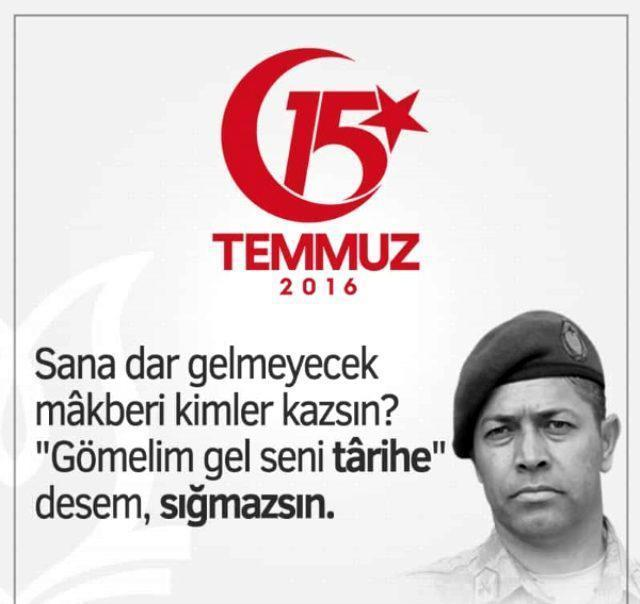 15
TEMMUZ
2016
Sana dar gelmeyecek
mâkberi kimler kazsın?
"Gömelim gel seni târihe"
desem, sığmazsın.